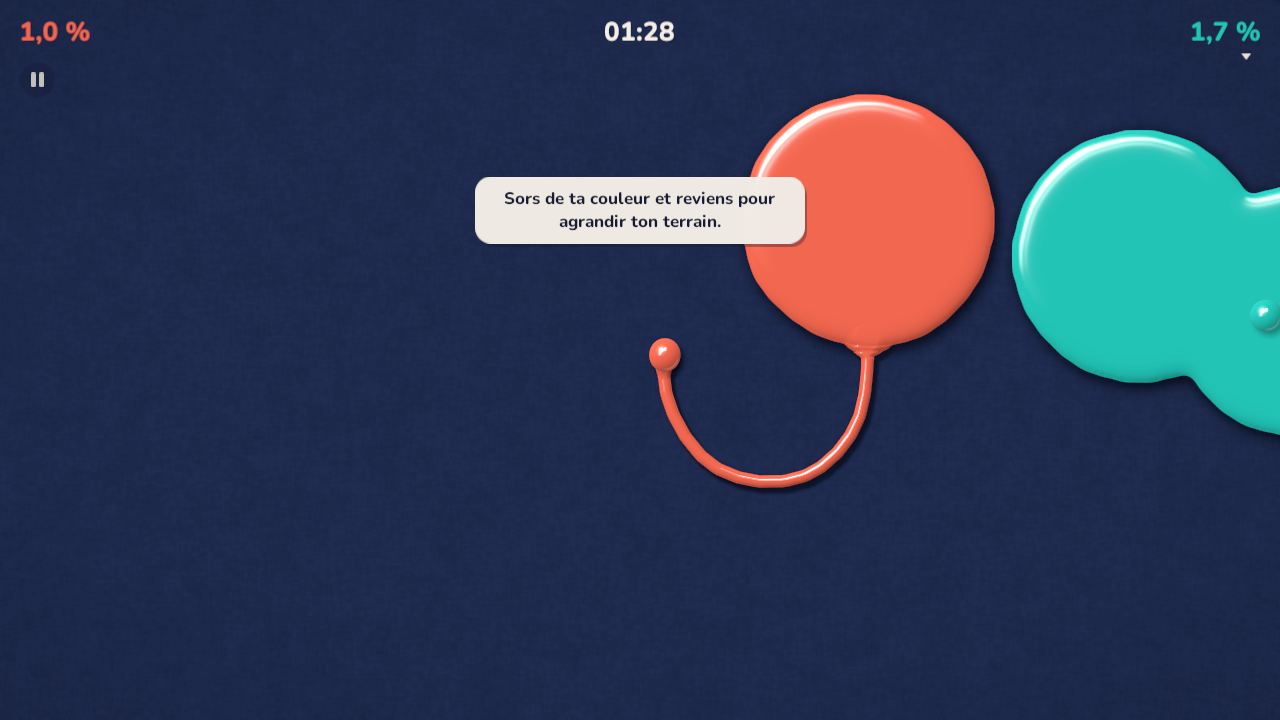 1,0 %
01:28
1,7 %
Sors de ta couleur et reviens pour
agrandir ton terrain.